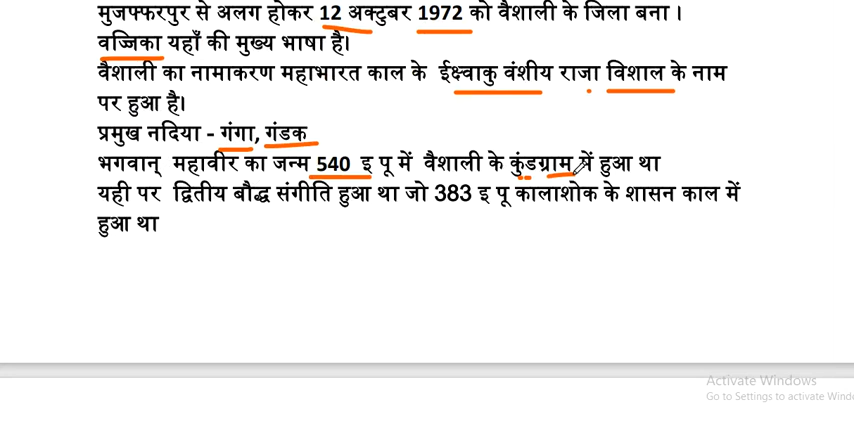 मुजफ्फरपुर से अलग होकर 12 अक्टुबर 1972 को वैशाली के जिला बना ।
वज्जिका यहाँ की मुख्य भाषा है।
वैशाली का नामाकरण महाभारत काल के ईक्ष्वाकु वंशीय राजा विशाल के नाम
पर हुआ है।
प्रमुख नदिया - गंगा, गंडक
भगवान् महावीर का जन्म 540 इ पू में वैशाली के कुंडग्राम में हुआ था
यही पर द्वितीय बौद्ध संगीति हुआ था जो 383 इ पू कालाशोक के शासन काल में
हुआ था
Activate Windows
Go to Settings to activate Wind